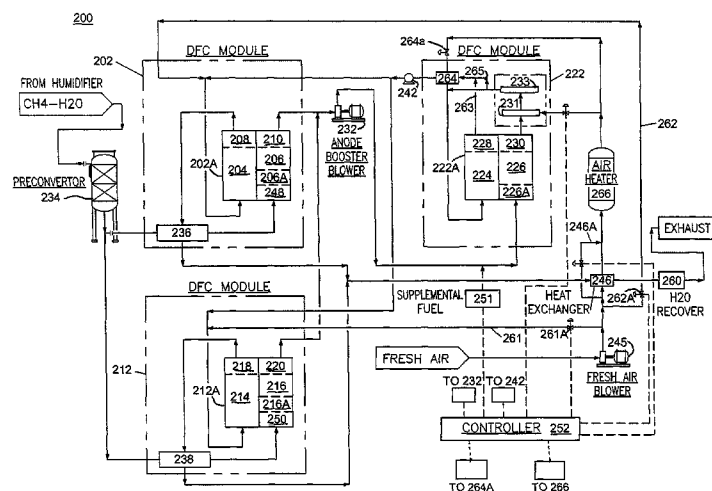 200
DFC MODULE
202
FROM HUMIDIFIER
CH4-H2O
PRECONVERTOR
234
208
210
202A
204
206
206A
248
236
232
ANODE
BOOSTER
BLOWER
264a
DFC MODULE
222
264
265
242
263
233
231
228
230
222A
224
226
226A
262
AIR
HEATER
266
246A
EXHAUST
246
260
H2O
RECOVER
HEAT
EXCHANGER
262A
251
SUPPLEMENTAL
FUEL
261
261A
245
FRESH AIR
FRESH AIR
BLOWER
DFC MODULE
212
218
220
212A
214
216
216A
250
238
TO 232
TO 242
CONTROLLER 252
TO 264A
TO 266